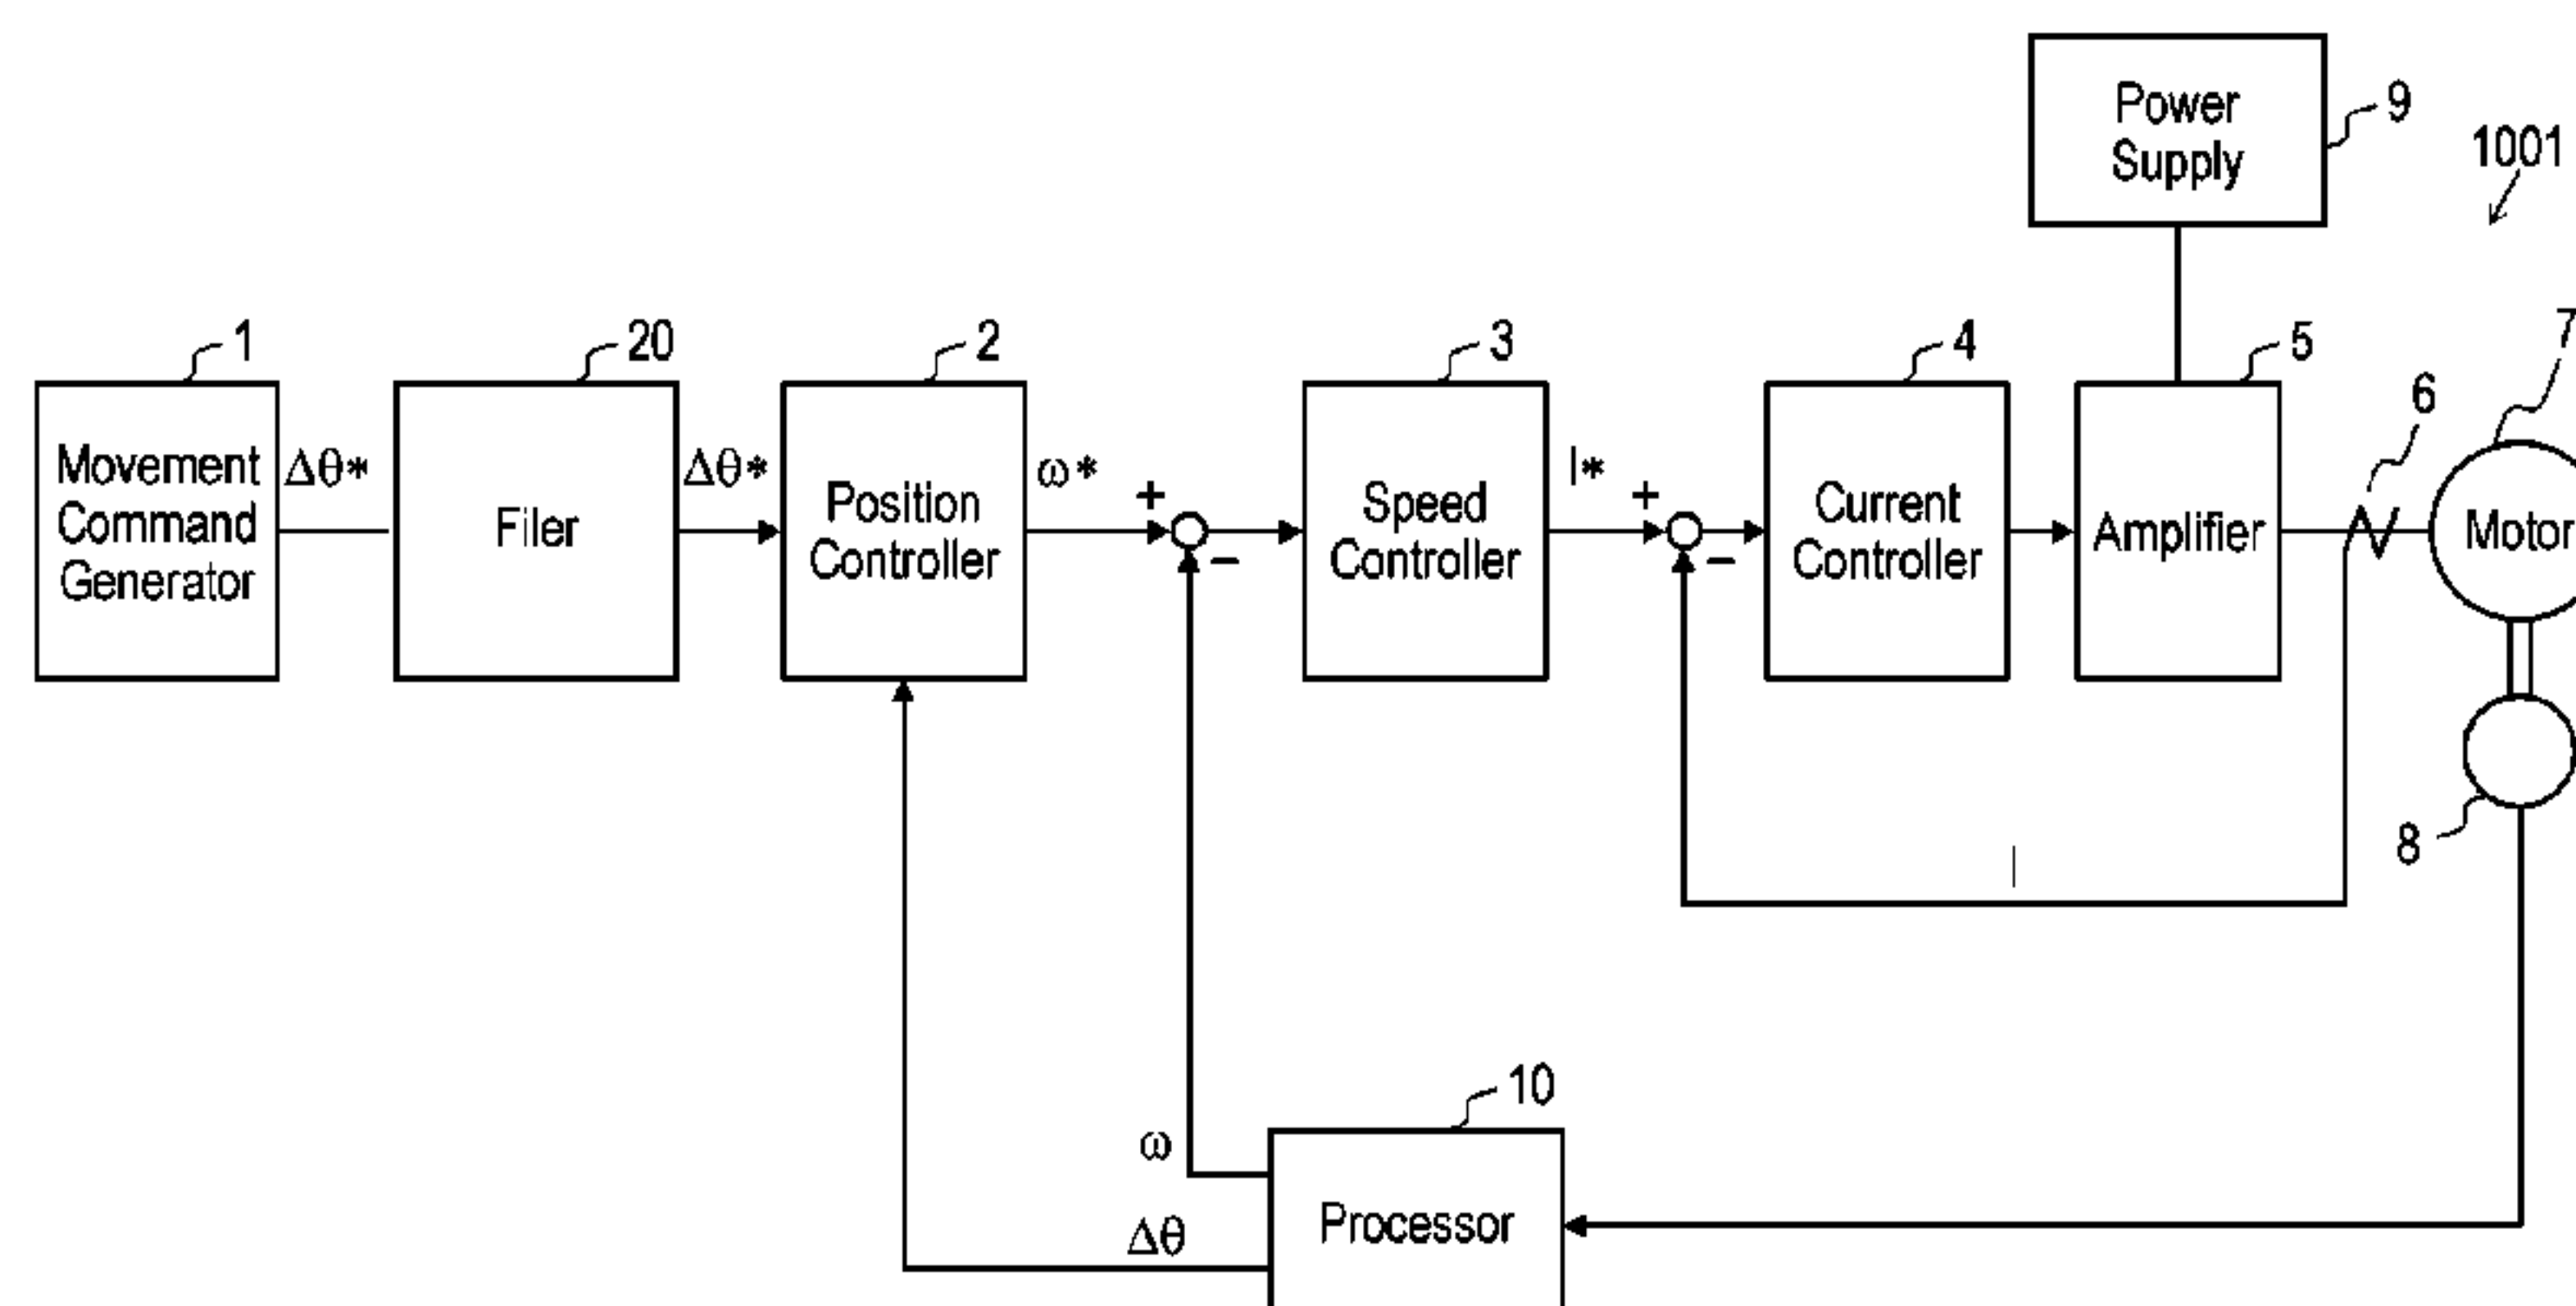 Power
Supply
9
1001
1
20
2
3
4
5
6
7
Movement
Command
Generator
Δθ*
Filer
Δθ*
Position
Controller
ω*
+
−
Speed
Controller
I*
+
−
Current
Controller
Amplifier
Motor
8
I
10
ω
Δθ
Processor